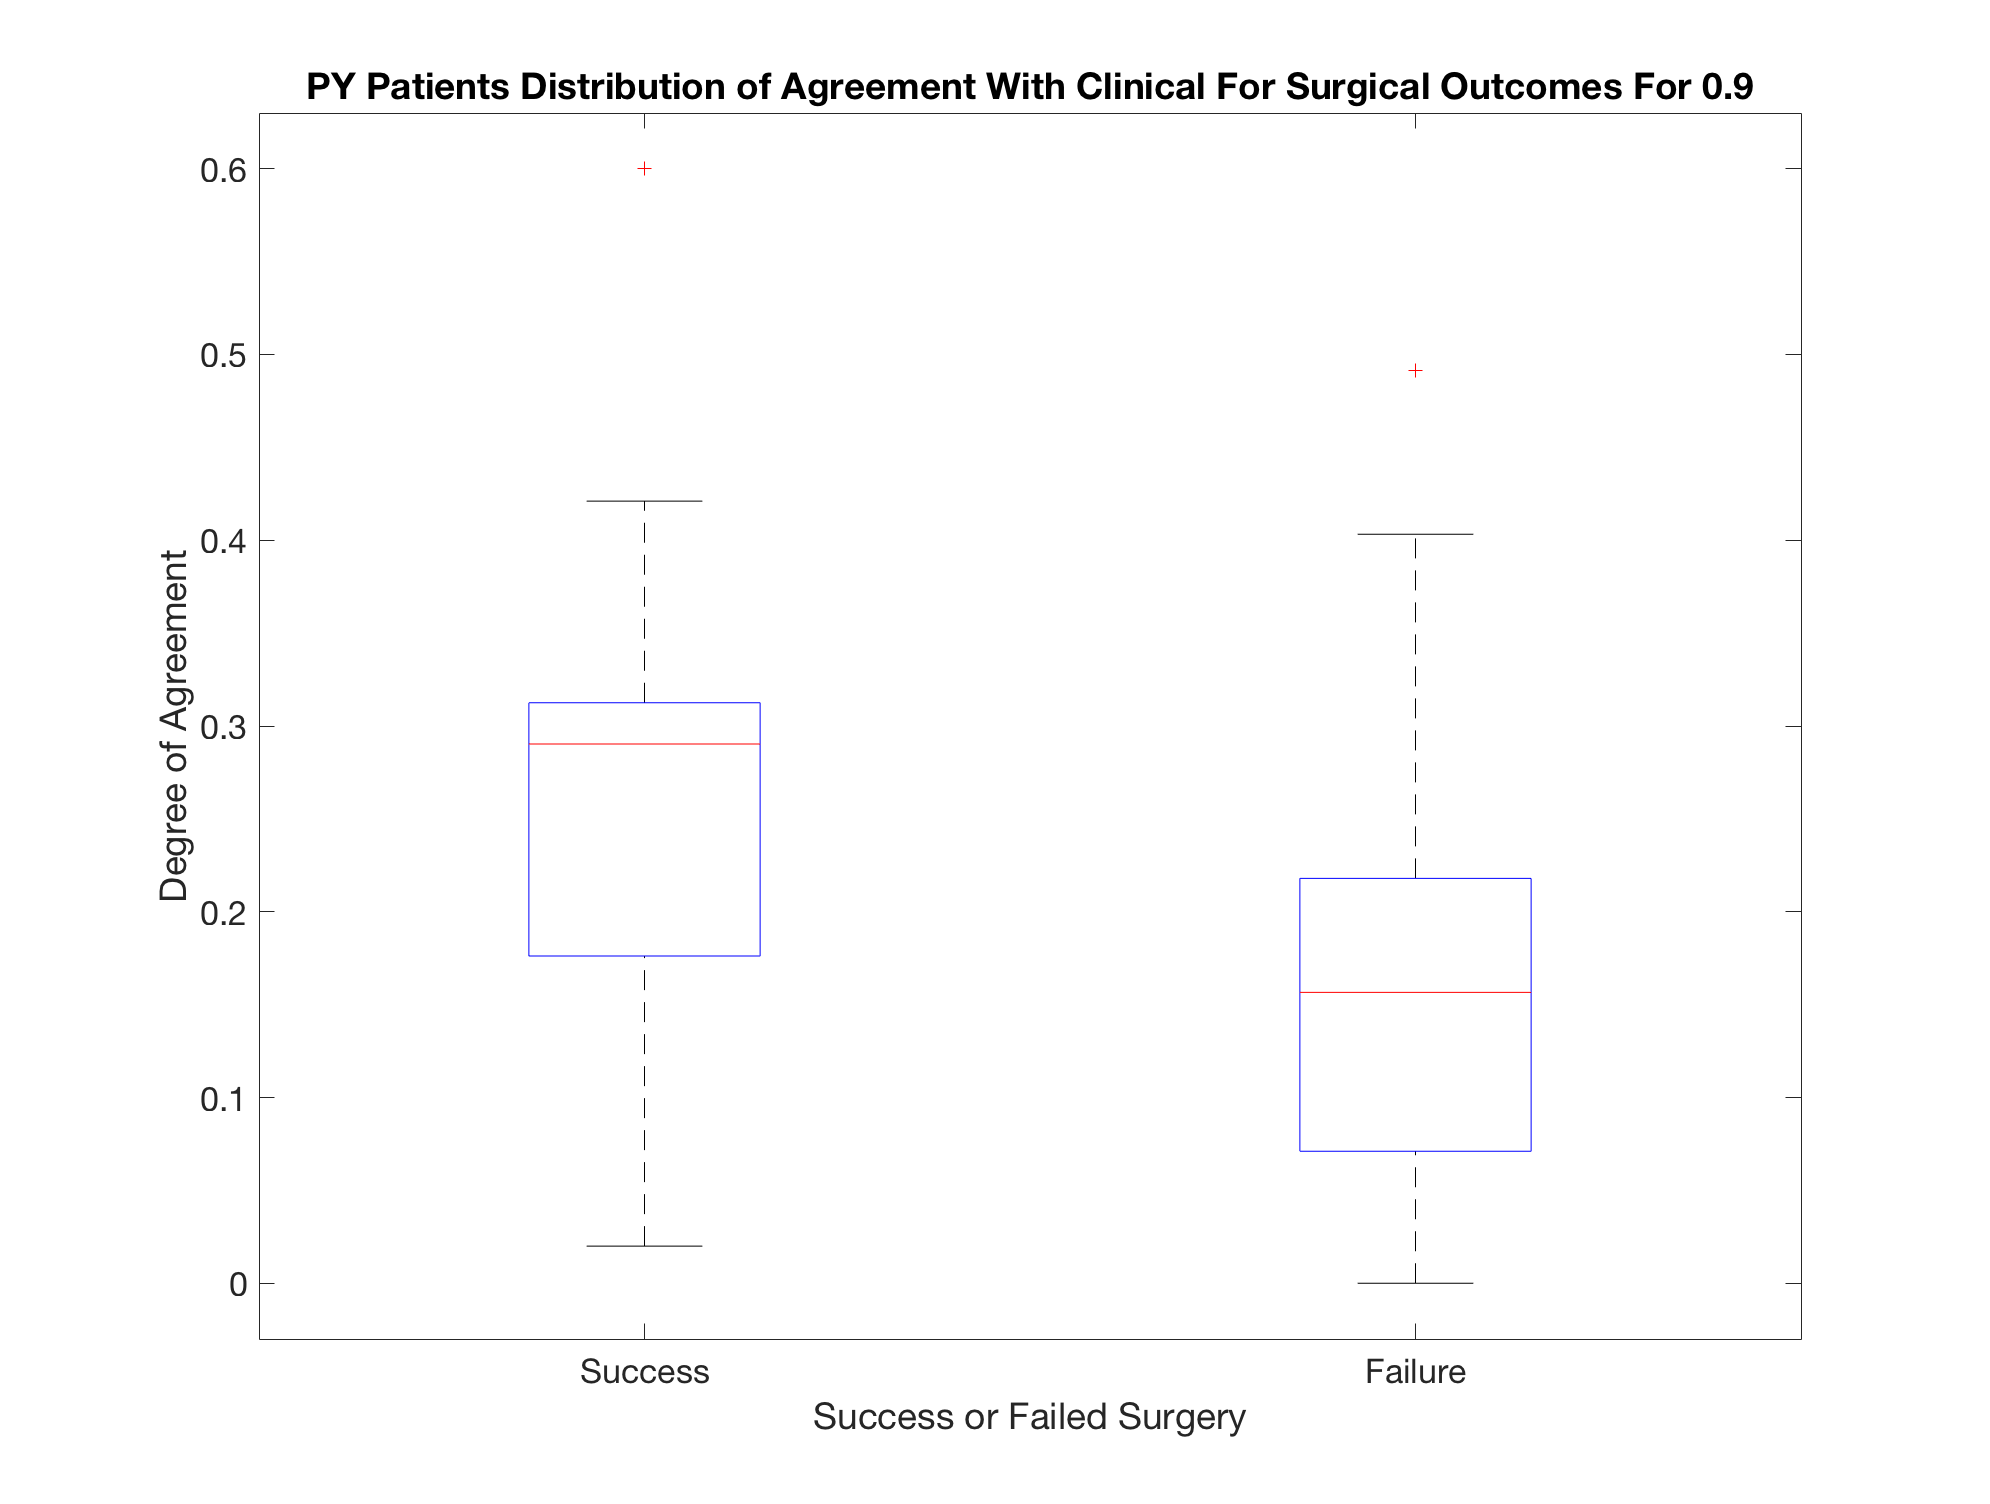 PY Patients Distribution of Agreement With Clinical For Surgical Outcomes For 0.9
0.6
0.5
0.4
0.3
0.2
0.1
0
Degree of Agreement
Success
Failure
Success or Failed Surgery